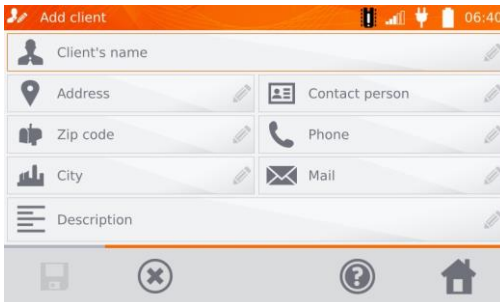 Add client 06:40
Client's name
Address Contact person
Zip code Phone
City Mail
Description